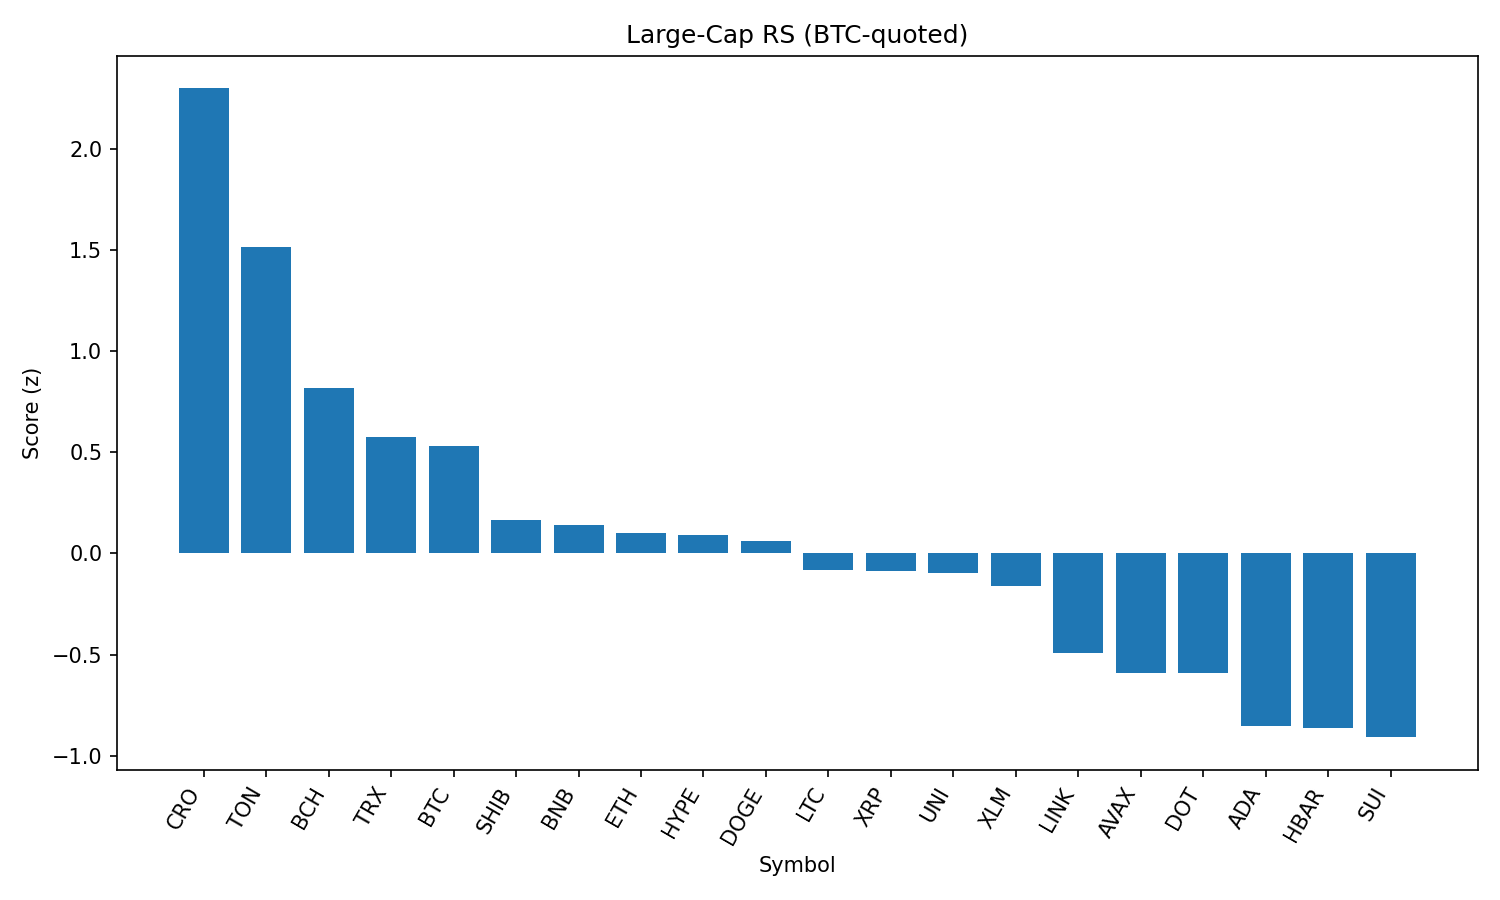 Large-Cap RS (BTC-quoted)
Score (z)
2.0
1.5
1.0
0.5
0.0
−0.5
−1.0
CRO TON BCH TRX BTC SHIB BNB ETH HYPE DOGE LTC XRP UNI XLM LINK AVAX DOT ADA HBAR SUI
Symbol